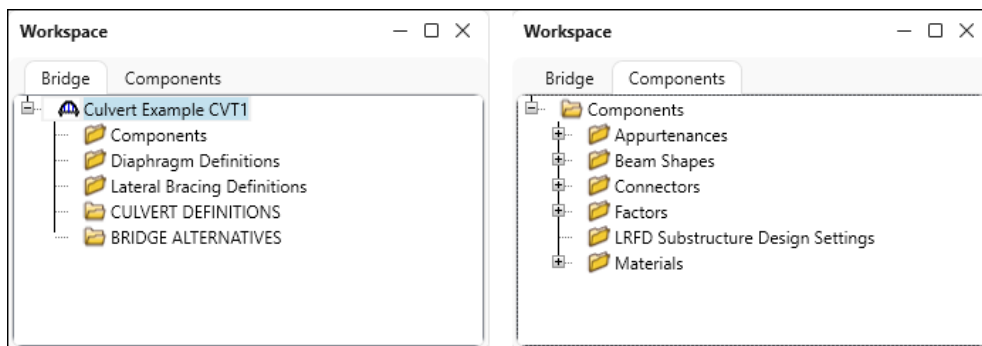 Workspace
Bridge Components
Culvert Example CVT1
Components
Diaphragm Definitions
Lateral Bracing Definitions
CULVERT DEFINITIONS
BRIDGE ALTERNATIVES
Workspace
Bridge Components
Components
Appurtenances
Beam Shapes
Connectors
Factors
LRFD Substructure Design Settings
Materials